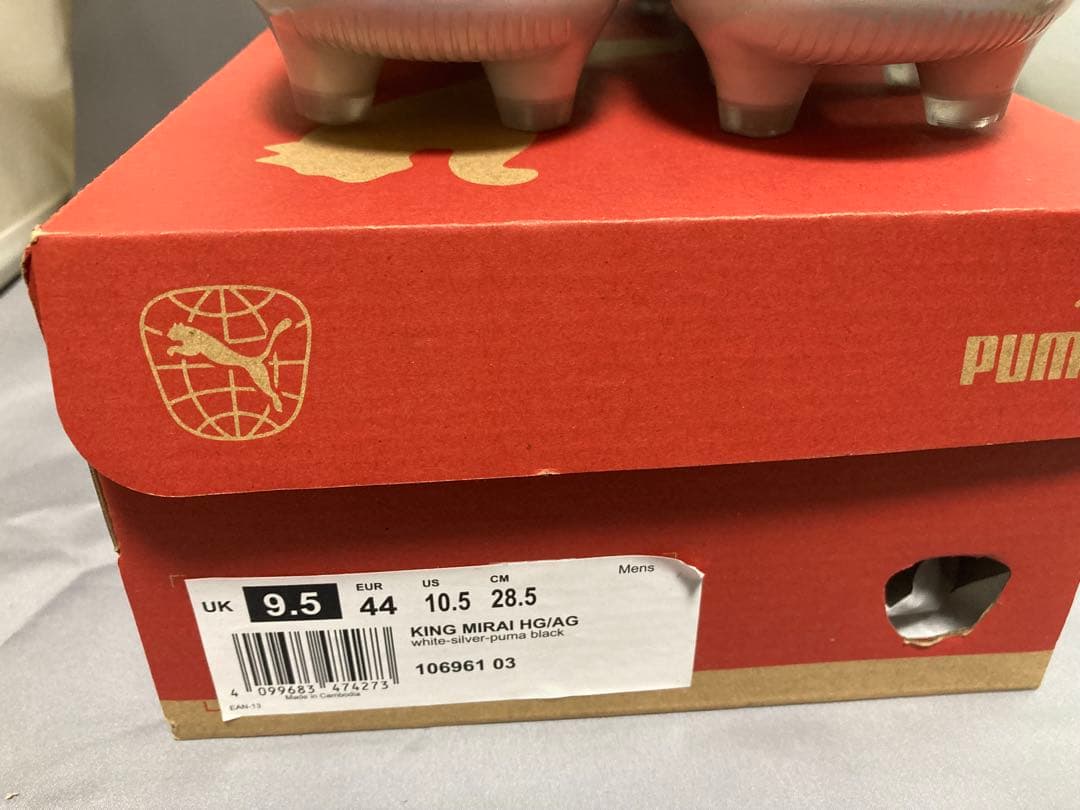 PUM
Mens
UK 9.5 EUR 44 US 10.5 CM 28.5
KING MIRAI HG/AG
white-silver-puma black
106961 03
4 099683 474273
Made in Cambodia
EAN-13